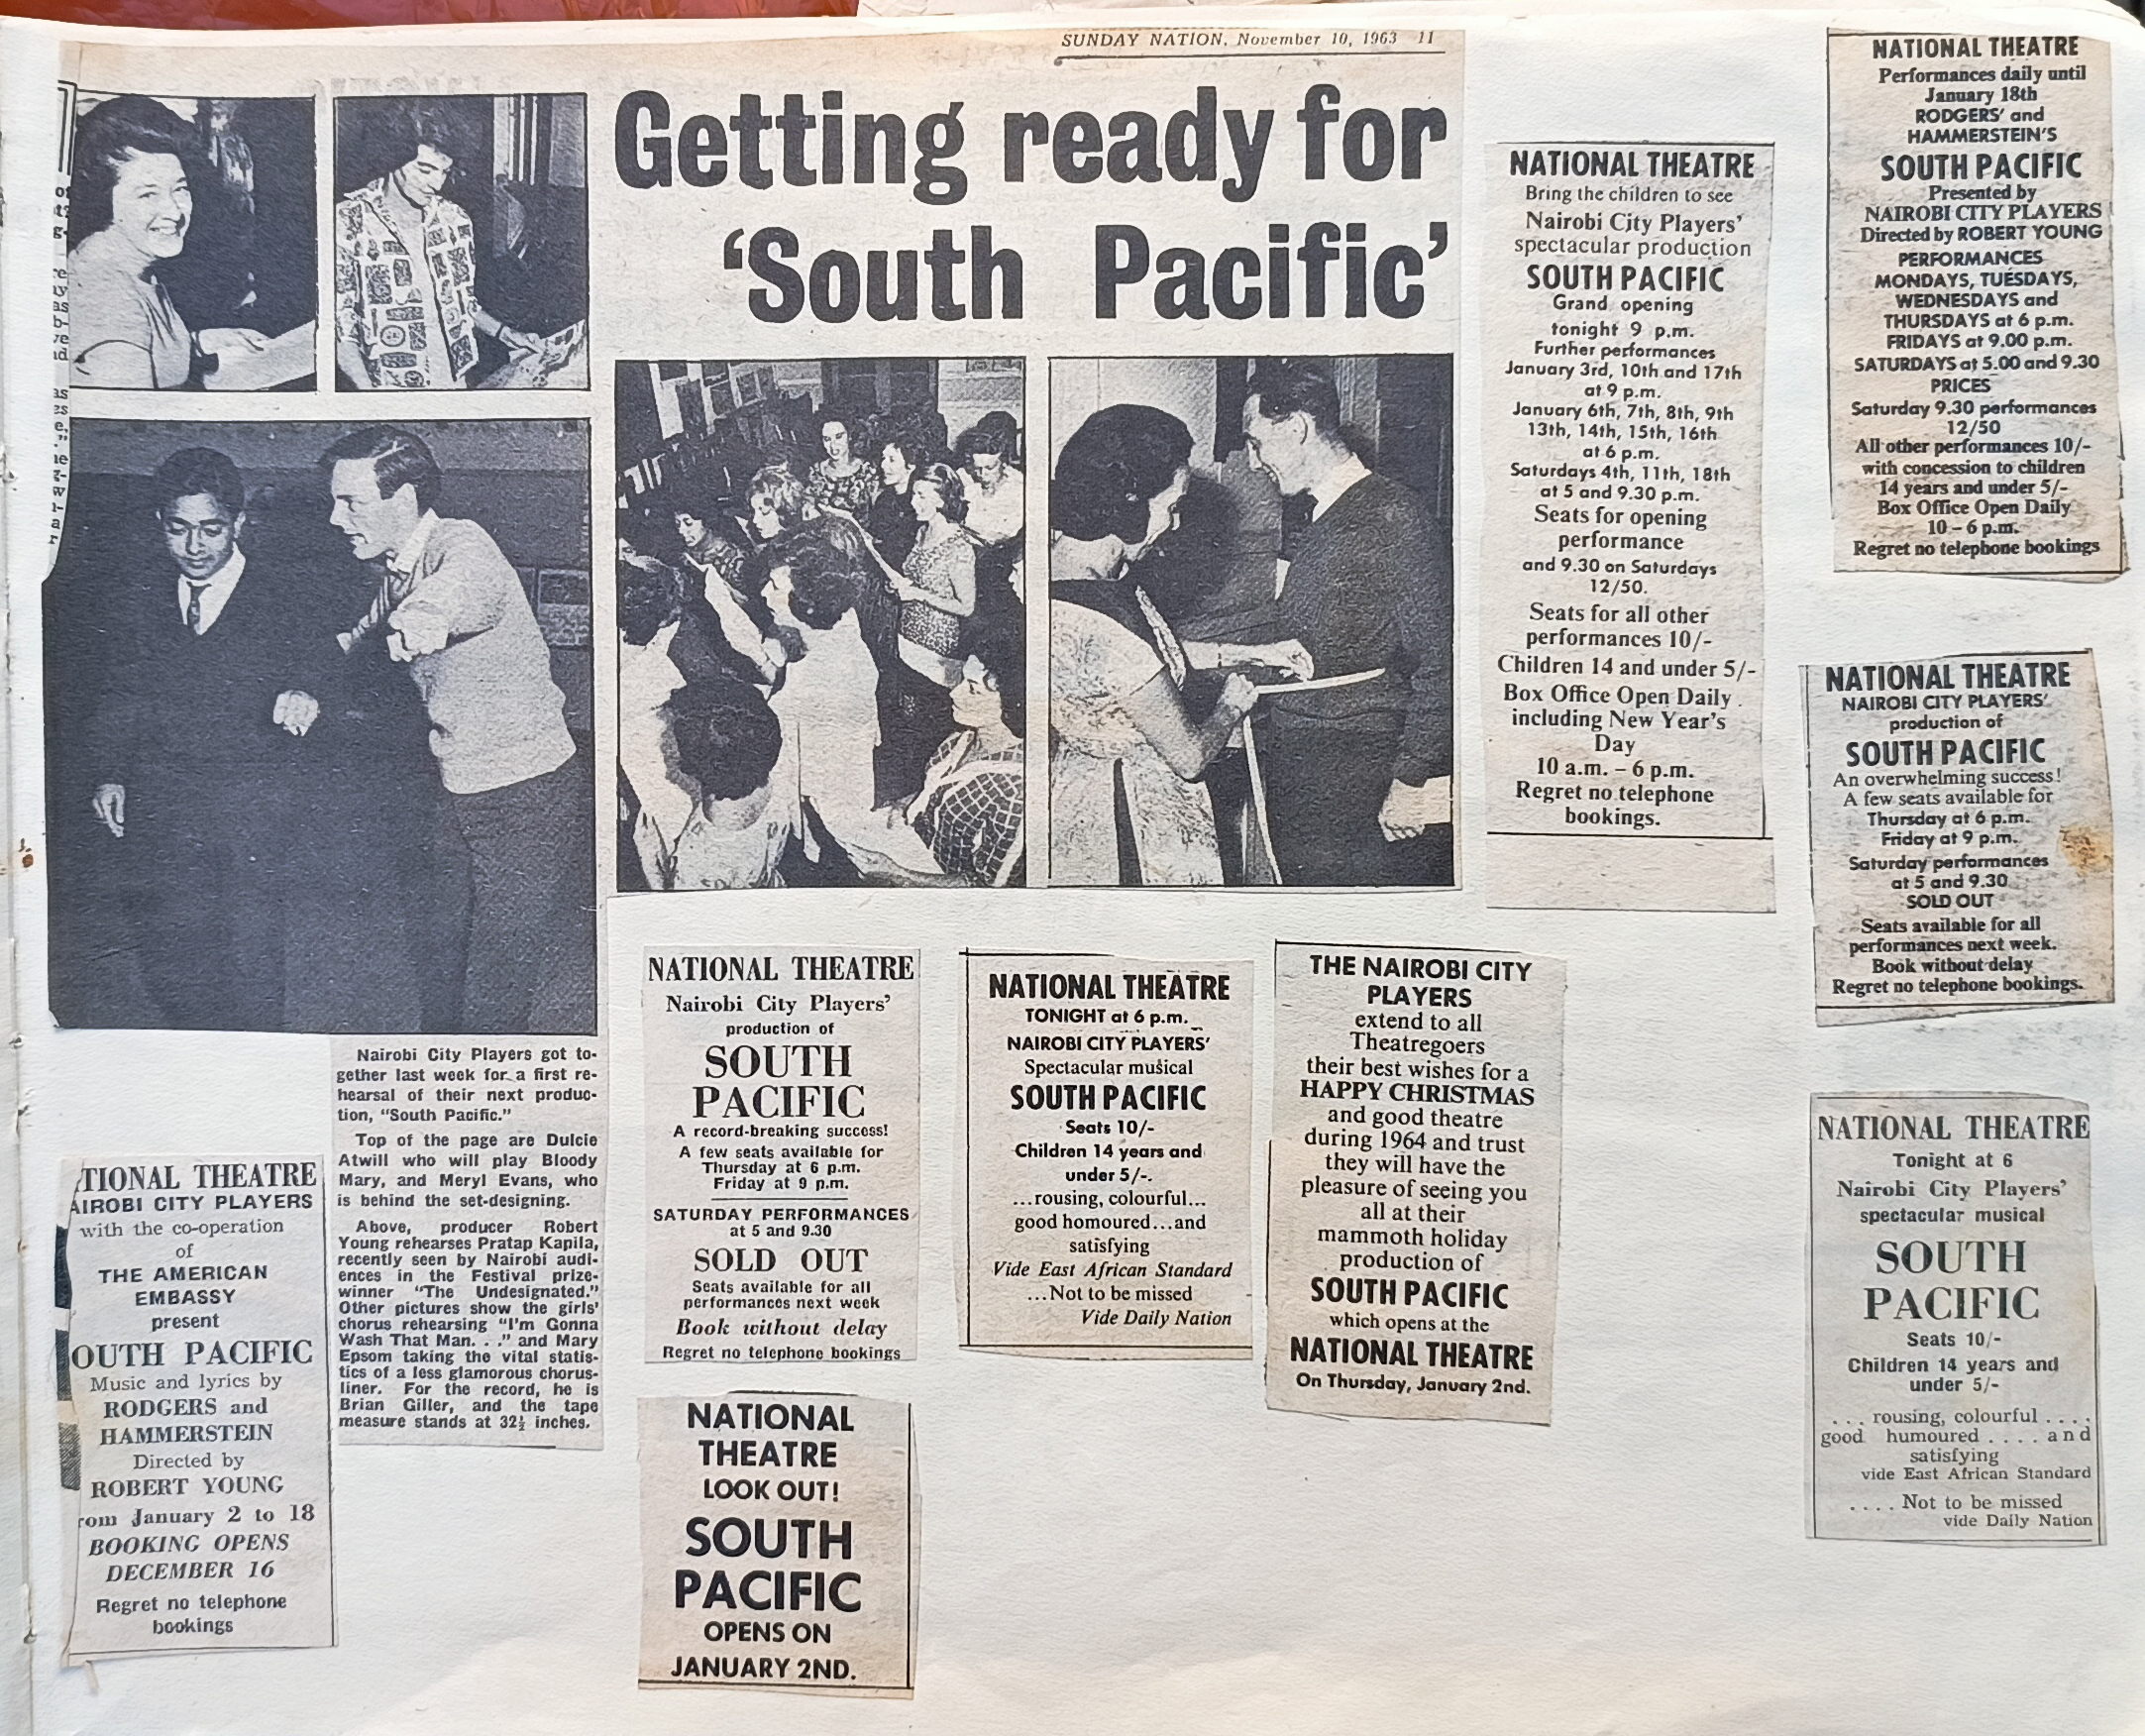 SUNDAY NATION, November 10, 1963 11
Getting ready for
‘South Pacific’
Nairobi City Players got to-
gether last week for a first re-
hearsal of their next produc-
tion, “South Pacific.”
Top of the page are Dulcie
Atwill who will play Bloody
Mary, and Meryl Evans, who
is behind the set-designing.
Above, producer Robert
Young rehearses Pratap Kapila,
recently seen by Nairobi audi-
ences in the Festival prize-
winner “The Undesignated.”
Other pictures show the girls’
chorus rehearsing “I’m Gonna
Wash That Man. . .” and Mary
Epsom taking the vital statis-
tics of a less glamorous chorus-
liner. For the record, he is
Brian Giller, and the tape
measure stands at 32½ inches.
TIONAL THEATRE
AIROBI CITY PLAYERS
with the co-operation
of
THE AMERICAN
EMBASSY
present
OUTH PACIFIC
Music and lyrics by
RODGERS and
HAMMERSTEIN
Directed by
ROBERT YOUNG
rom January 2 to 18
BOOKING OPENS
DECEMBER 16
Regret no telephone
bookings
NATIONAL THEATRE
Nairobi City Players’
production of
SOUTH
PACIFIC
A record-breaking success!
A few seats available for
Thursday at 6 p.m.
Friday at 9 p.m.
SATURDAY PERFORMANCES
at 5 and 9.30
SOLD OUT
Seats available for all
performances next week
Book without delay
Regret no telephone bookings
NATIONAL
THEATRE
LOOK OUT!
SOUTH
PACIFIC
OPENS ON
JANUARY 2ND.
NATIONAL THEATRE
TONIGHT at 6 p.m.
NAIROBI CITY PLAYERS’
Spectacular musical
SOUTH PACIFIC
Seats 10/-
Children 14 years and
under 5/-.
...rousing, colourful...
good homoured...and
satisfying
Vide East African Standard
...Not to be missed
Vide Daily Nation
THE NAIROBI CITY
PLAYERS
extend to all
Theatregoers
their best wishes for a
HAPPY CHRISTMAS
and good theatre
during 1964 and trust
they will have the
pleasure of seeing you
all at their
mammoth holiday
production of
SOUTH PACIFIC
which opens at the
NATIONAL THEATRE
On Thursday, January 2nd.
NATIONAL THEATRE
Bring the children to see
Nairobi City Players’
spectacular production
SOUTH PACIFIC
Grand opening
tonight 9 p.m.
Further performances
January 3rd, 10th and 17th
at 9 p.m.
January 6th, 7th, 8th, 9th
13th, 14th, 15th, 16th
at 6 p.m.
Saturdays 4th, 11th, 18th
at 5 and 9.30 p.m.
Seats for opening
performance
and 9.30 on Saturdays
12/50.
Seats for all other
performances 10/-
Children 14 and under 5/-
Box Office Open Daily
including New Year’s
Day
10 a.m. – 6 p.m.
Regret no telephone
bookings.
NATIONAL THEATRE
Performances daily until
January 18th
RODGERS’ and
HAMMERSTEIN’S
SOUTH PACIFIC
Presented by
NAIROBI CITY PLAYERS
Directed by ROBERT YOUNG
PERFORMANCES
MONDAYS, TUESDAYS,
WEDNESDAYS and
THURSDAYS at 6 p.m.
FRIDAYS at 9.00 p.m.
SATURDAYS at 5.00 and 9.30
PRICES
Saturday 9.30 performances
12/50
All other performances 10/-
with concession to children
14 years and under 5/-
Box Office Open Daily
10 – 6 p.m.
Regret no telephone bookings
NATIONAL THEATRE
NAIROBI CITY PLAYERS’
production of
SOUTH PACIFIC
An overwhelming success!
A few seats available for
Thursday at 6 p.m.
Friday at 9 p.m.
Saturday performances
at 5 and 9.30
SOLD OUT
Seats available for all
performances next week.
Book without delay
Regret no telephone bookings.
NATIONAL THEATRE
Tonight at 6
Nairobi City Players’
spectacular musical
SOUTH
PACIFIC
Seats 10/-
Children 14 years and
under 5/-
. . . rousing, colourful . . . .
good humoured . . . . and
satisfying
vide East African Standard
. . . . Not to be missed
vide Daily Nation